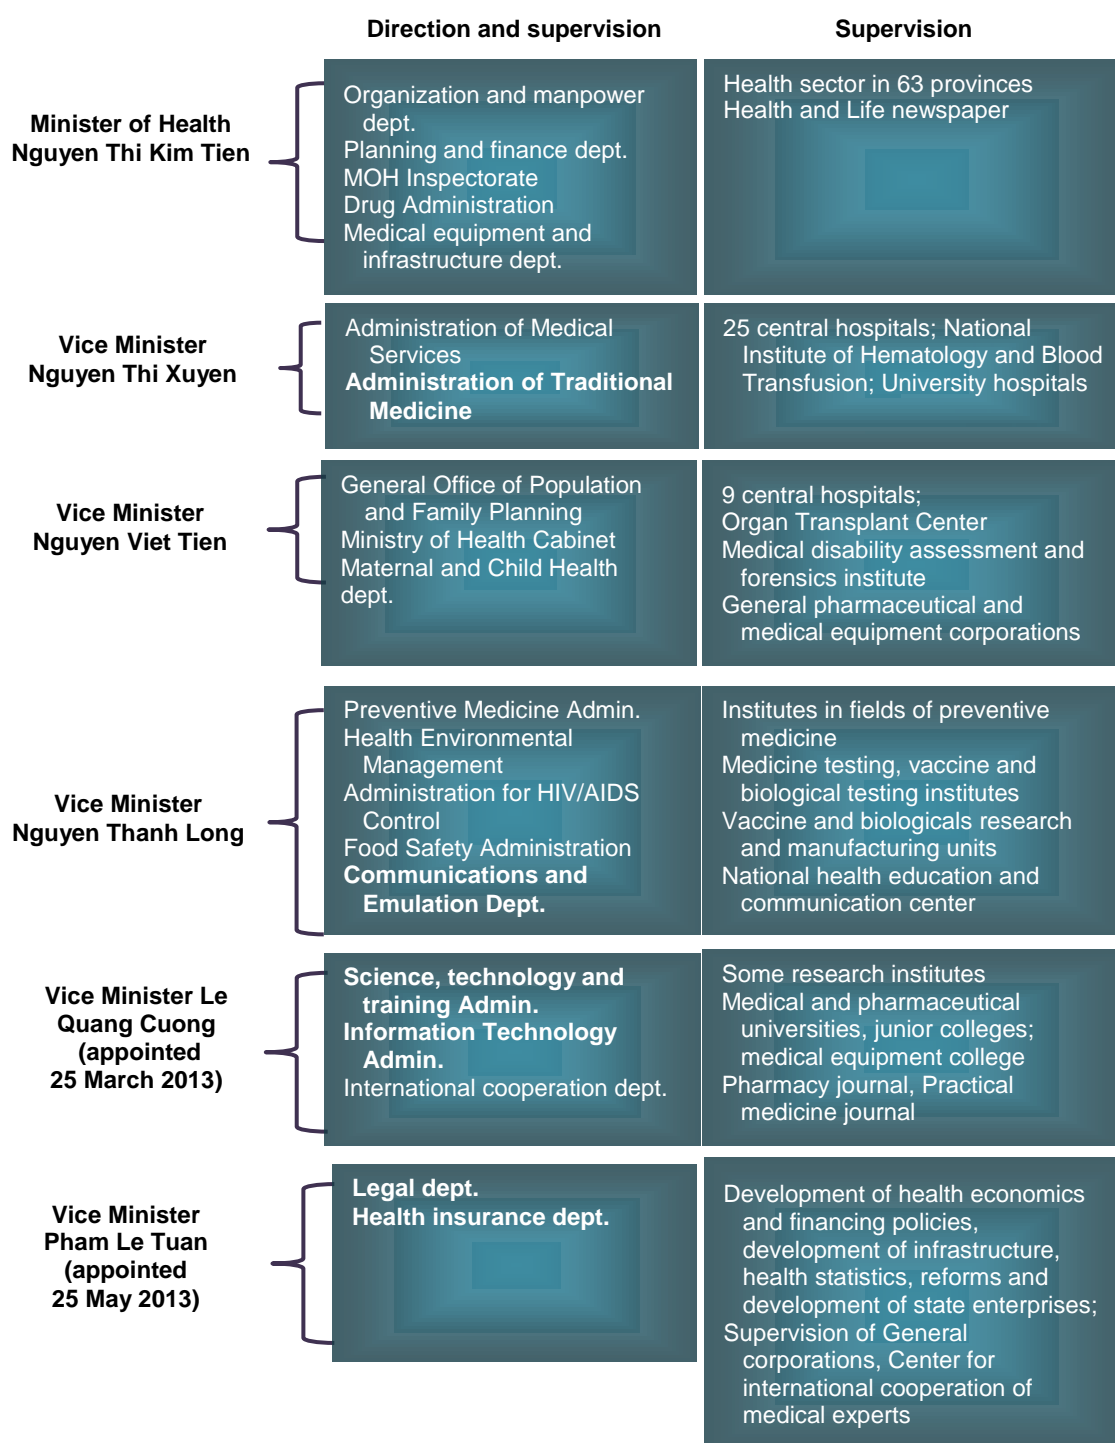 Direction and supervision
Supervision
Minister of Health
Nguyen Thi Kim Tien
Organization and manpower
dept.
Planning and finance dept.
MOH Inspectorate
Drug Administration
Medical equipment and
infrastructure dept.
Health sector in 63 provinces
Health and Life newspaper
Vice Minister
Nguyen Thi Xuyen
Administration of Medical
Services
Administration of Traditional
Medicine
25 central hospitals; National
Institute of Hematology and Blood
Transfusion; University hospitals
Vice Minister
Nguyen Viet Tien
General Office of Population
and Family Planning
Ministry of Health Cabinet
Maternal and Child Health
dept.
9 central hospitals;
Organ Transplant Center
Medical disability assessment and
forensics institute
General pharmaceutical and
medical equipment corporations
Vice Minister
Nguyen Thanh Long
Preventive Medicine Admin.
Health Environmental
Management
Administration for HIV/AIDS
Control
Food Safety Administration
Communications and
Emulation Dept.
Institutes in fields of preventive
medicine
Medicine testing, vaccine and
biological testing institutes
Vaccine and biologicals research
and manufacturing units
National health education and
communication center
Vice Minister Le
Quang Cuong
(appointed
25 March 2013)
Science, technology and
training Admin.
Information Technology
Admin.
International cooperation dept.
Some research institutes
Medical and pharmaceutical
universities, junior colleges;
medical equipment college
Pharmacy journal, Practical
medicine journal
Vice Minister
Pham Le Tuan
(appointed
25 May 2013)
Legal dept.
Health insurance dept.
Development of health economics
and financing policies,
development of infrastructure,
health statistics, reforms and
development of state enterprises;
Supervision of General
corporations, Center for
international cooperation of
medical experts